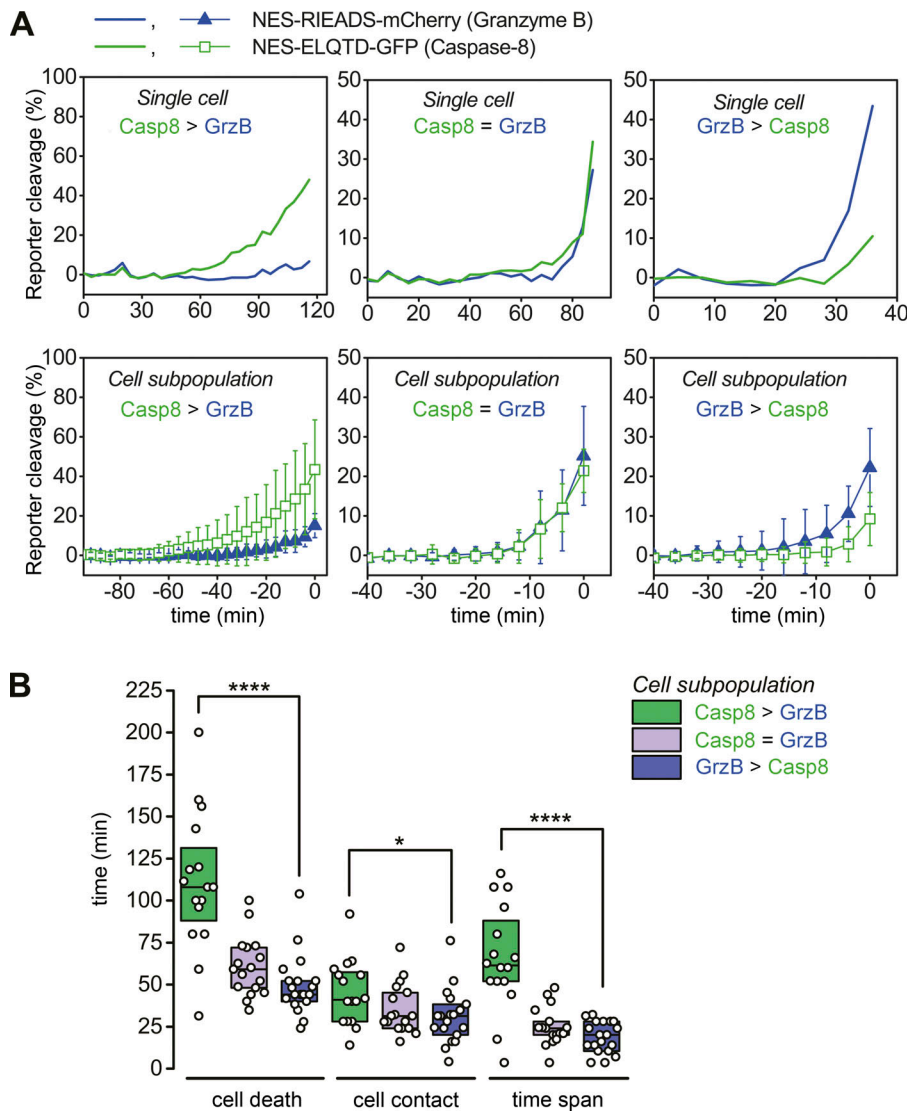 A
, NES-RIEADS-mCherry (Granzyme B)
, NES-ELQTD-GFP (Caspase-8)
Reporter cleavage (%)
100
80
60
40
20
0
0 30 60 90 120
Single cell
Casp8 > GrzB
50
40
30
20
10
0
0 20 40 60 80
Single cell
Casp8 = GrzB
50
40
30
20
10
0
0 10 20 30 40
Single cell
GrzB > Casp8
Reporter cleavage (%)
100
80
60
40
20
0
-80 -60 -40 -20 0
time (min)
Cell subpopulation
Casp8 > GrzB
50
40
30
20
10
0
-40 -30 -20 -10 0
time (min)
Cell subpopulation
Casp8 = GrzB
50
40
30
20
10
0
-40 -30 -20 -10 0
time (min)
Cell subpopulation
GrzB > Casp8
B
time (min)
225
200
175
150
125
100
75
50
25
0
****
*
****
cell death cell contact time span
Cell subpopulation
Casp8 > GrzB
Casp8 = GrzB
GrzB > Casp8